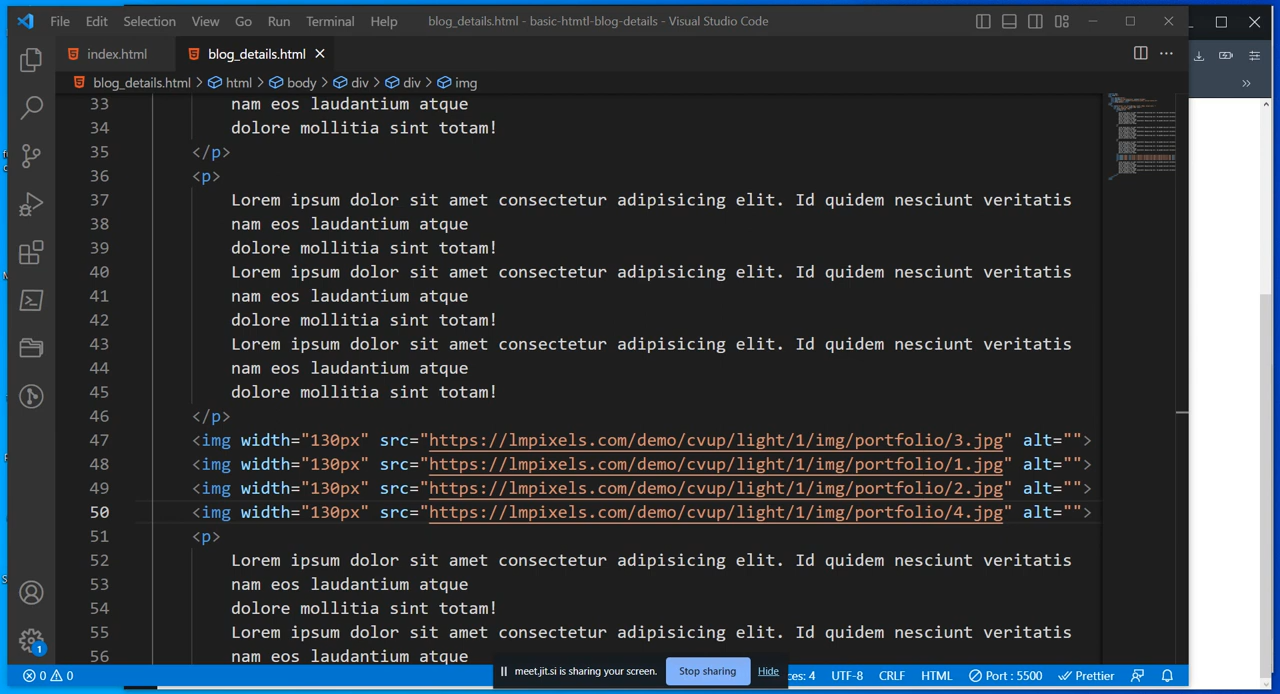 File Edit Selection View Go Run Terminal Help blog_details.html - basic-htmtl-blog-details - Visual Studio Code
index.html blog_details.html
blog_details.html > html > body > div > div > img
33 nam eos laudantium atque
34 dolore mollitia sint totam!
35 </p>
36 <p>
37 Lorem ipsum dolor sit amet consectetur adipisicing elit. Id quidem nesciunt veritatis
38 nam eos laudantium atque
39 dolore mollitia sint totam!
40 Lorem ipsum dolor sit amet consectetur adipisicing elit. Id quidem nesciunt veritatis
41 nam eos laudantium atque
42 dolore mollitia sint totam!
43 Lorem ipsum dolor sit amet consectetur adipisicing elit. Id quidem nesciunt veritatis
44 nam eos laudantium atque
45 dolore mollitia sint totam!
46 </p>
47 <img width="130px" src="https://lmpixels.com/demo/cvup/light/1/img/portfolio/3.jpg" alt="">
48 <img width="130px" src="https://lmpixels.com/demo/cvup/light/1/img/portfolio/1.jpg" alt="">
49 <img width="130px" src="https://lmpixels.com/demo/cvup/light/1/img/portfolio/2.jpg" alt="">
50 <img width="130px" src="https://lmpixels.com/demo/cvup/light/1/img/portfolio/4.jpg" alt="">
51 <p>
52 Lorem ipsum dolor sit amet consectetur adipisicing elit. Id quidem nesciunt veritatis
53 nam eos laudantium atque
54 dolore mollitia sint totam!
55 Lorem ipsum dolor sit amet consectetur adipisicing elit. Id quidem nesciunt veritatis
56 nam eos laudantium atque
1
meet.jit.si is sharing your screen. Stop sharing Hide
0 0 ces: 4 UTF-8 CRLF HTML Port : 5500 Prettier